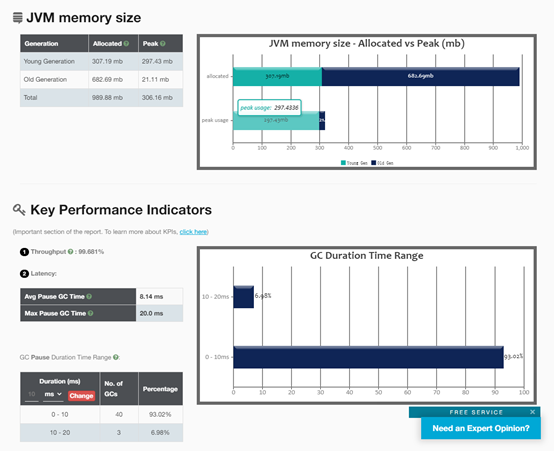 JVM memory size
Generation Allocated Peak
Young Generation 307.19 mb 297.43 mb
Old Generation 682.69 mb 21.11 mb
Total 989.88 mb 306.16 mb
JVM memory size - Allocated vs Peak (mb)
allocated
307.19mb 682.69mb
peak usage: 297.4336
peak usage
297.43mb
0 100 200 300 400 500 600 700 800 900 1,000
Young Gen Old Gen
Key Performance Indicators
(Important section of the report. To learn more about KPIs, click here)
1 Throughput : 99.681%
2 Latency:
Avg Pause GC Time 8.14 ms
Max Pause GC Time 20.0 ms
GC Pause Duration Time Range :
Duration (ms) No. of GCs Percentage
10 ms Change
0 - 10 40 93.02%
10 - 20 3 6.98%
GC Duration Time Range
10 - 20ms 6.98%
0 - 10ms 93.02%
0 10 20 30 40 50 60 70 80 90 100
FREE SERVICE ×
Need an Expert Opinion?